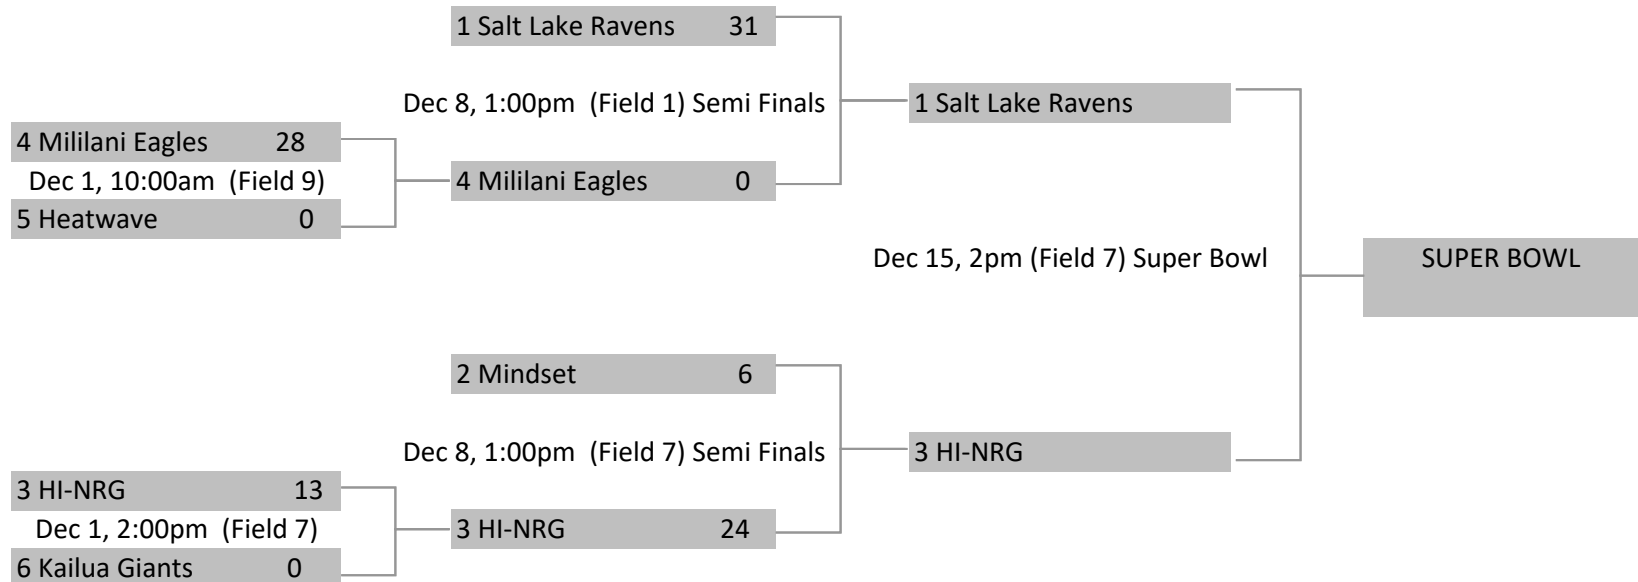 1 Salt Lake Ravens 31
Dec 8, 1:00pm (Field 1) Semi Finals
1 Salt Lake Ravens
4 Mililani Eagles 28
Dec 1, 10:00am (Field 9)
4 Mililani Eagles 0
5 Heatwave 0
Dec 15, 2pm (Field 7) Super Bowl
SUPER BOWL
2 Mindset 6
Dec 8, 1:00pm (Field 7) Semi Finals
3 HI-NRG
3 HI-NRG 13
Dec 1, 2:00pm (Field 7)
3 HI-NRG 24
6 Kailua Giants 0